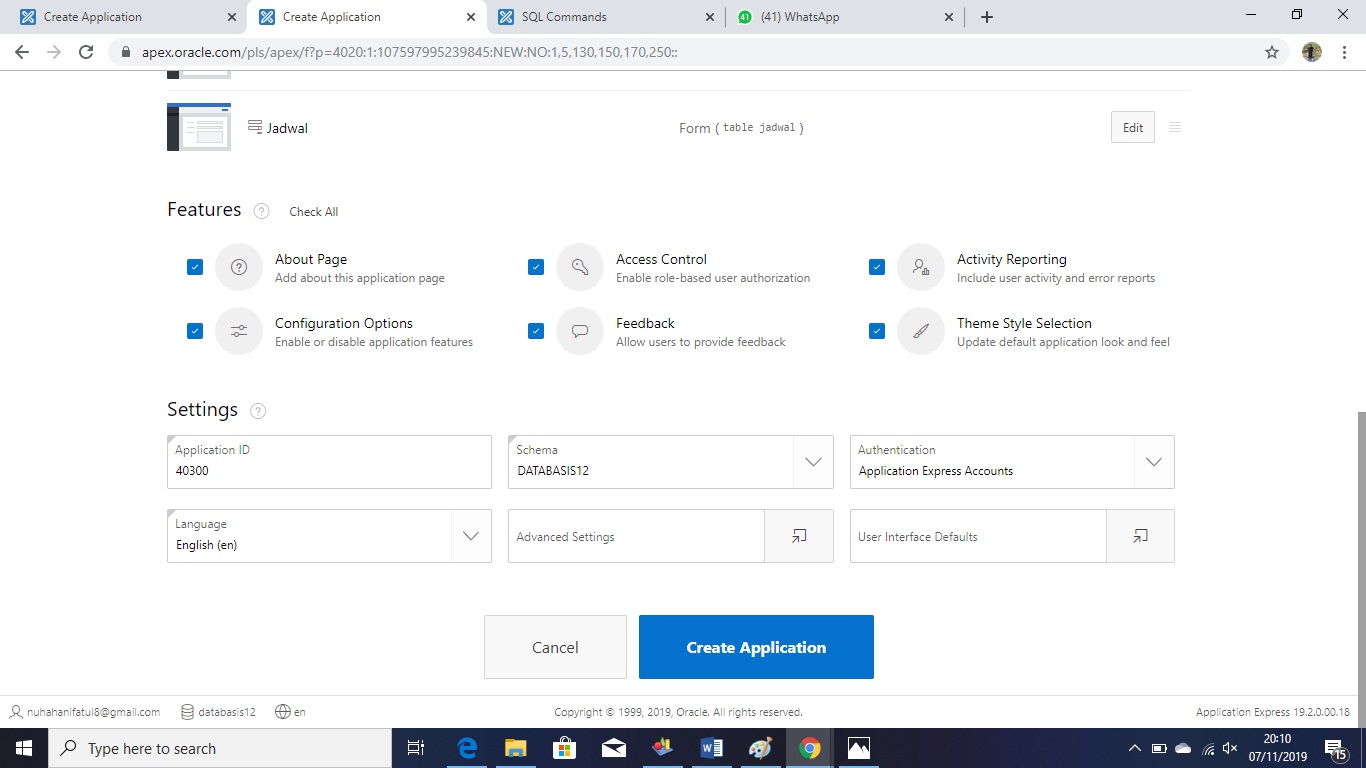 Create Application
Create Application
SQL Commands
(41) WhatsApp
apex.oracle.com/pls/apex/f?p=4020:1:107597995239845:NEW:NO:1,5,130,150,170,250::
Jadwal
Form ( table jadwal )
Edit
Features ? Check All
About Page
Add about this application page
Access Control
Enable role-based user authorization
Activity Reporting
Include user activity and error reports
Configuration Options
Enable or disable application features
Feedback
Allow users to provide feedback
Theme Style Selection
Update default application look and feel
Settings ?
Application ID
40300
Schema
DATABASIS12
Authentication
Application Express Accounts
Language
English (en)
Advanced Settings
User Interface Defaults
Cancel
Create Application
nuhahanifatul8@gmail.com
databasis12
en
Copyright © 1999, 2019, Oracle. All rights reserved.
Application Express 19.2.0.00.18
Type here to search
20:10
07/11/2019
15